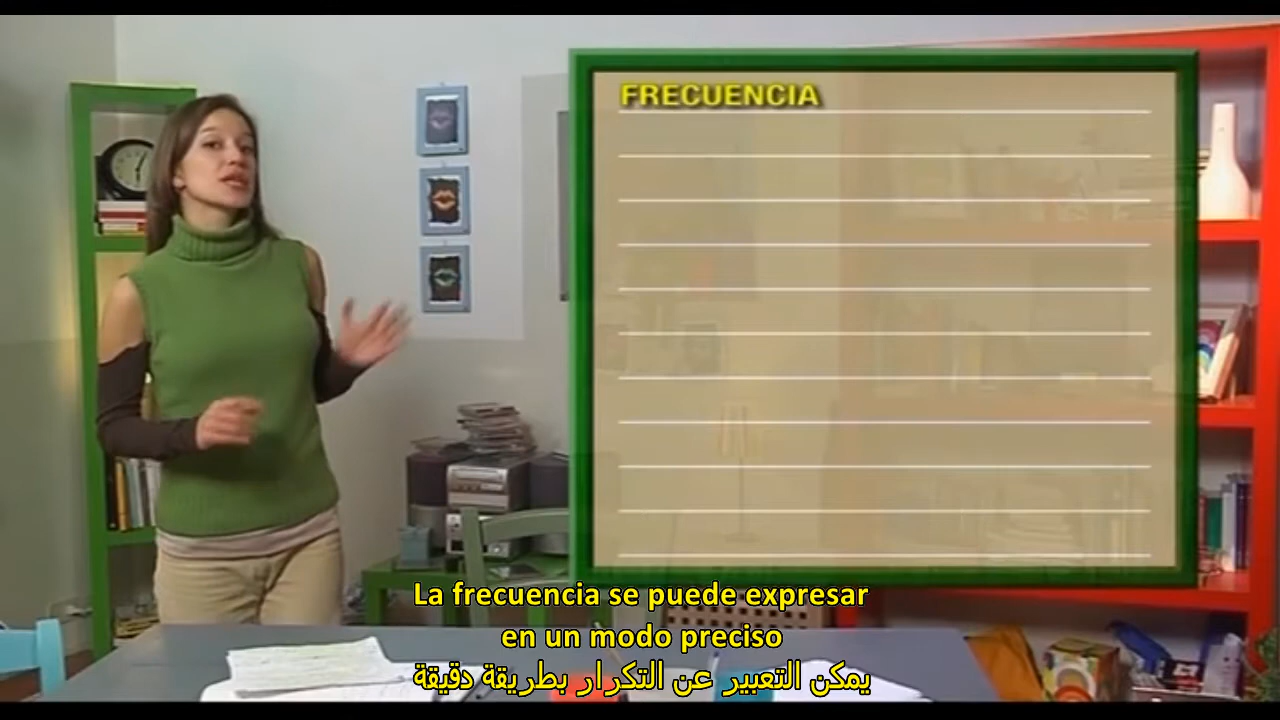 FRECUENCIA
La frecuencia se puede expresar
en un modo preciso
يمكن التعبير عن التكرار بطريقة دقيقة